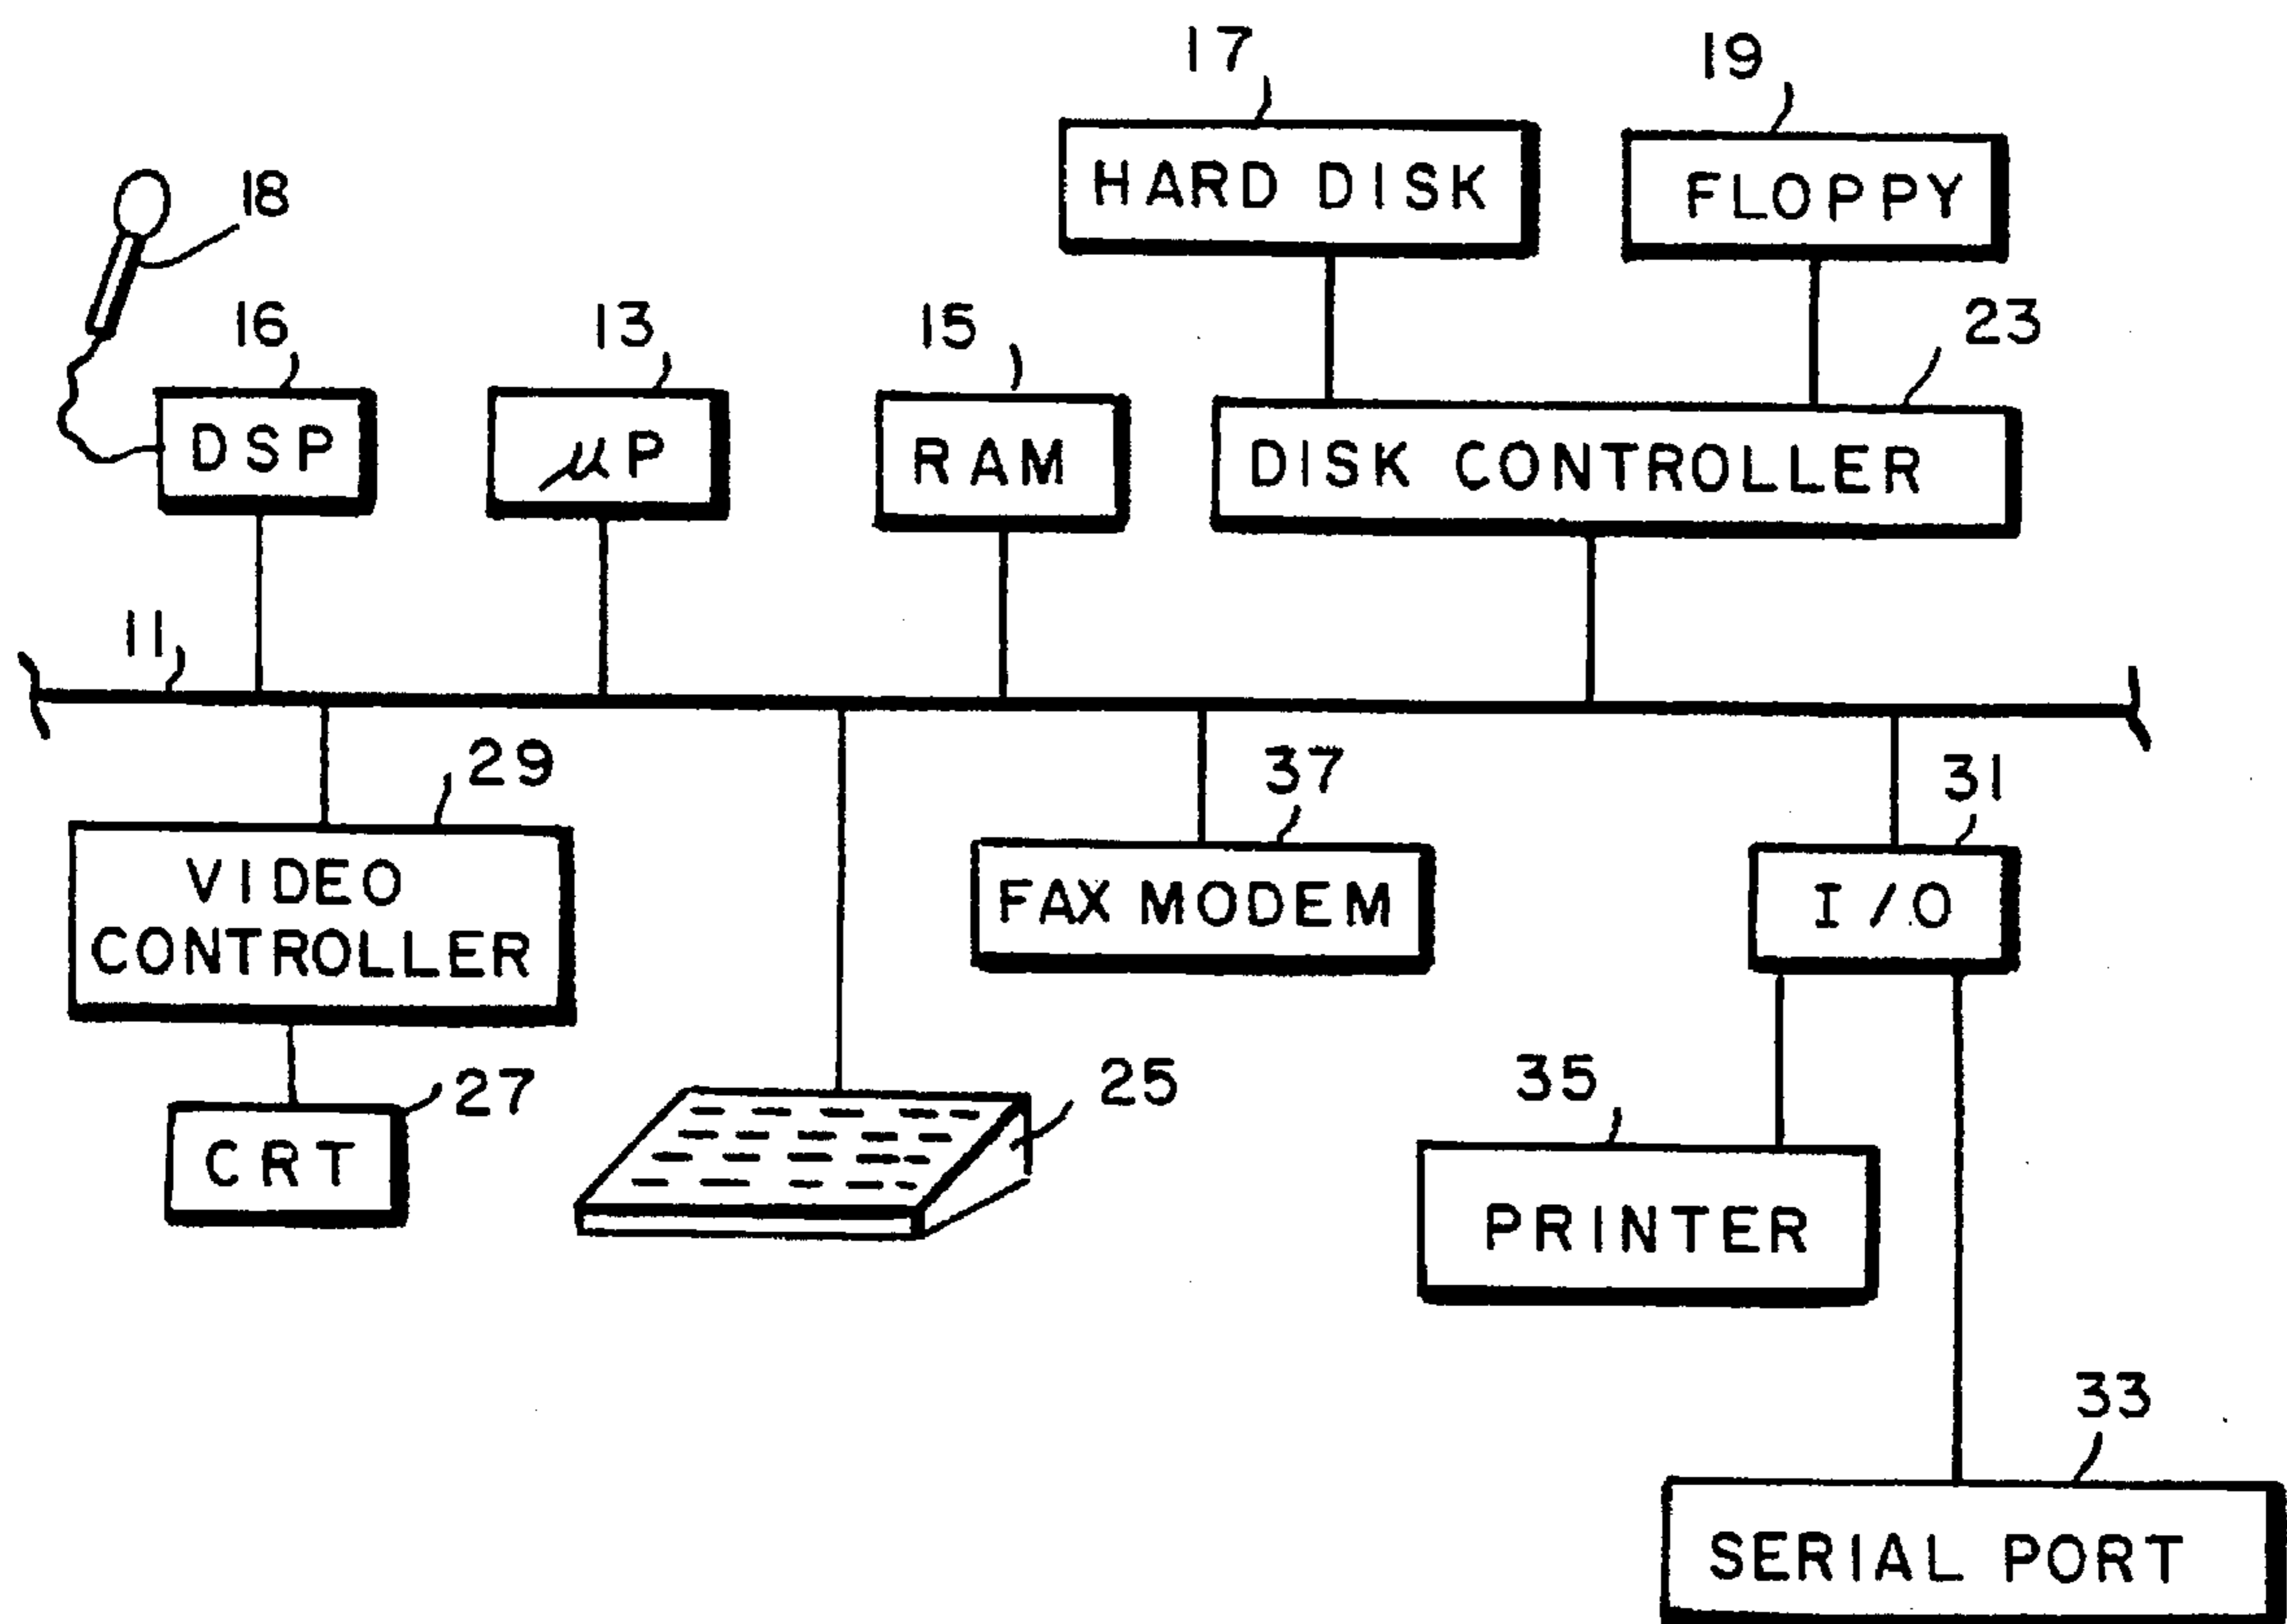 17
19
HARD DISK
FLOPPY
18
16
13
15
23
DSP
µP
RAM
DISK CONTROLLER
11
29
37
31
VIDEO
CONTROLLER
FAX MODEM
I/O
27
25
35
CRT
PRINTER
33
SERIAL PORT